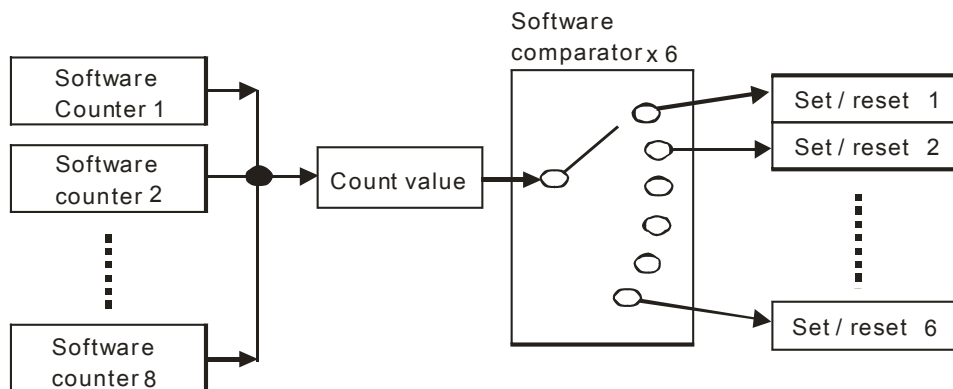 Software
comparator x 6
Software
Counter 1
Set / reset 1
Set / reset 2
Software
counter 2
Count value
Software
counter 8
Set / reset 6